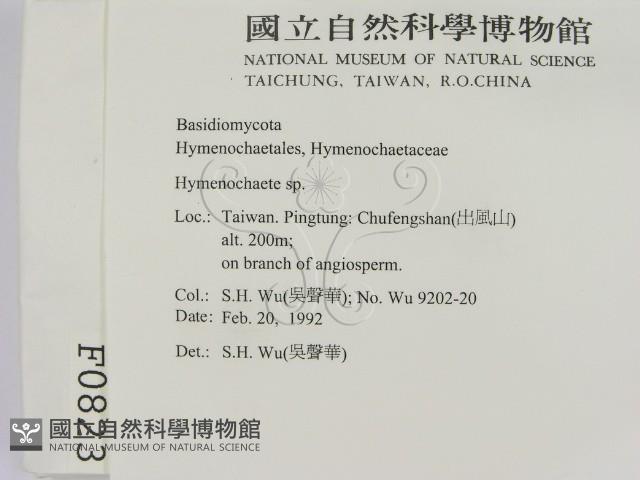 國立自然科學博物館
NATIONAL MUSEUM OF NATURAL SCIENCE
TAICHUNG, TAIWAN, R.O.CHINA
Basidiomycota
Hymenochaetales, Hymenochaetaceae
Hymenochaete sp.
Loc.: Taiwan. Pingtung: Chufengshan(出風山)
alt. 200m;
on branch of angiosperm.
Col.: S.H. Wu(吳聲華); No. Wu 9202-20
Date: Feb. 20, 1992
Det.: S.H. Wu(吳聲華)
國立自然科學博物館
NATIONAL MUSEUM OF NATURAL SCIENCE